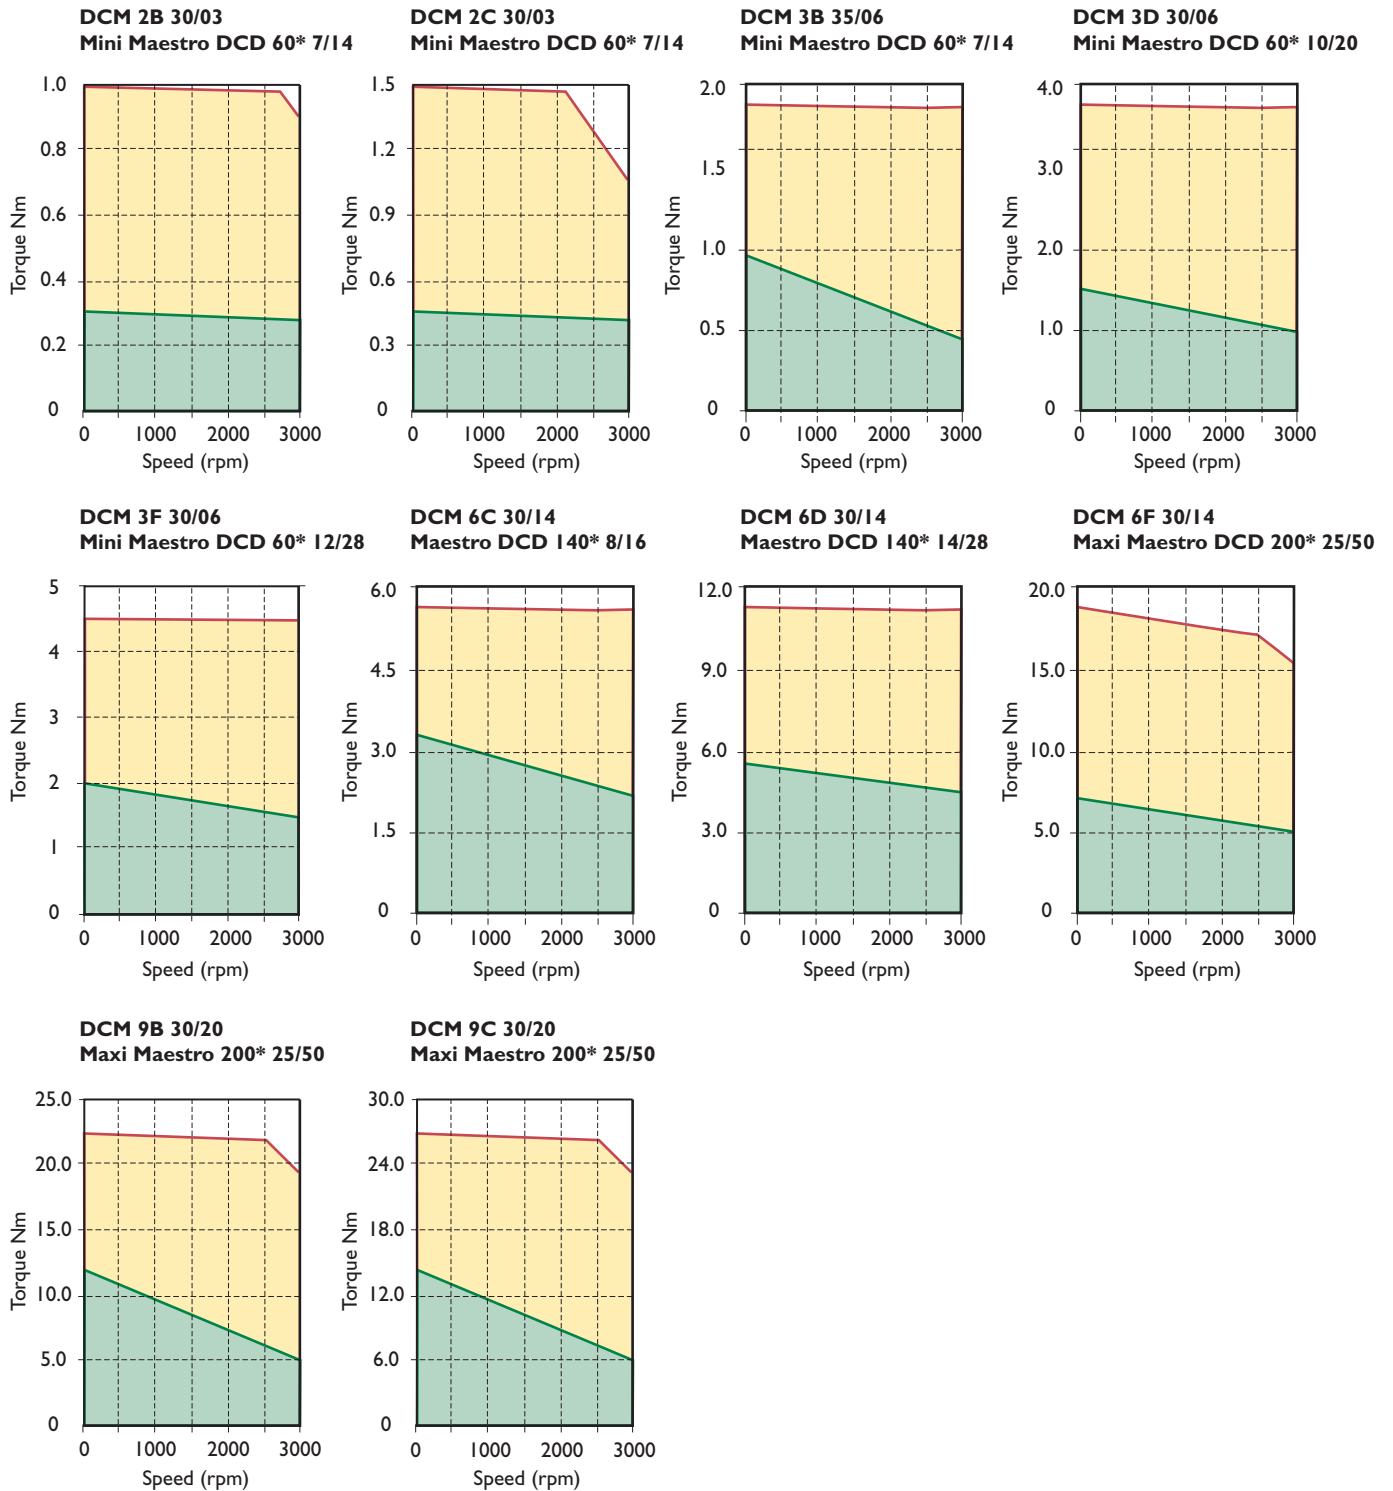 DCM 2B 30/03
Mini Maestro DCD 60* 7/14
1.0
0.8
0.6
0.4
0.2
0
Torque Nm
0 1000 2000 3000
Speed (rpm)
DCM 2C 30/03
Mini Maestro DCD 60* 7/14
1.5
1.2
0.9
0.6
0.3
0
Torque Nm
0 1000 2000 3000
Speed (rpm)
DCM 3B 35/06
Mini Maestro DCD 60* 7/14
2.0
1.5
1.0
0.5
0
Torque Nm
0 1000 2000 3000
Speed (rpm)
DCM 3D 30/06
Mini Maestro DCD 60* 10/20
4.0
3.0
2.0
1.0
0
Torque Nm
0 1000 2000 3000
Speed (rpm)
DCM 3F 30/06
Mini Maestro DCD 60* 12/28
5
4
3
2
1
0
Torque Nm
0 1000 2000 3000
Speed (rpm)
DCM 6C 30/14
Maestro DCD 140* 8/16
6.0
4.5
3.0
1.5
0
Torque Nm
0 1000 2000 3000
Speed (rpm)
DCM 6D 30/14
Maestro DCD 140* 14/28
12.0
9.0
6.0
3.0
0
Torque Nm
0 1000 2000 3000
Speed (rpm)
DCM 6F 30/14
Maxi Maestro DCD 200* 25/50
20.0
15.0
10.0
5.0
0
Torque Nm
0 1000 2000 3000
Speed (rpm)
DCM 9B 30/20
Maxi Maestro 200* 25/50
25.0
20.0
15.0
10.0
5.0
0
Torque Nm
0 1000 2000 3000
Speed (rpm)
DCM 9C 30/20
Maxi Maestro 200* 25/50
30.0
24.0
18.0
12.0
6.0
0
Torque Nm
0 1000 2000 3000
Speed (rpm)